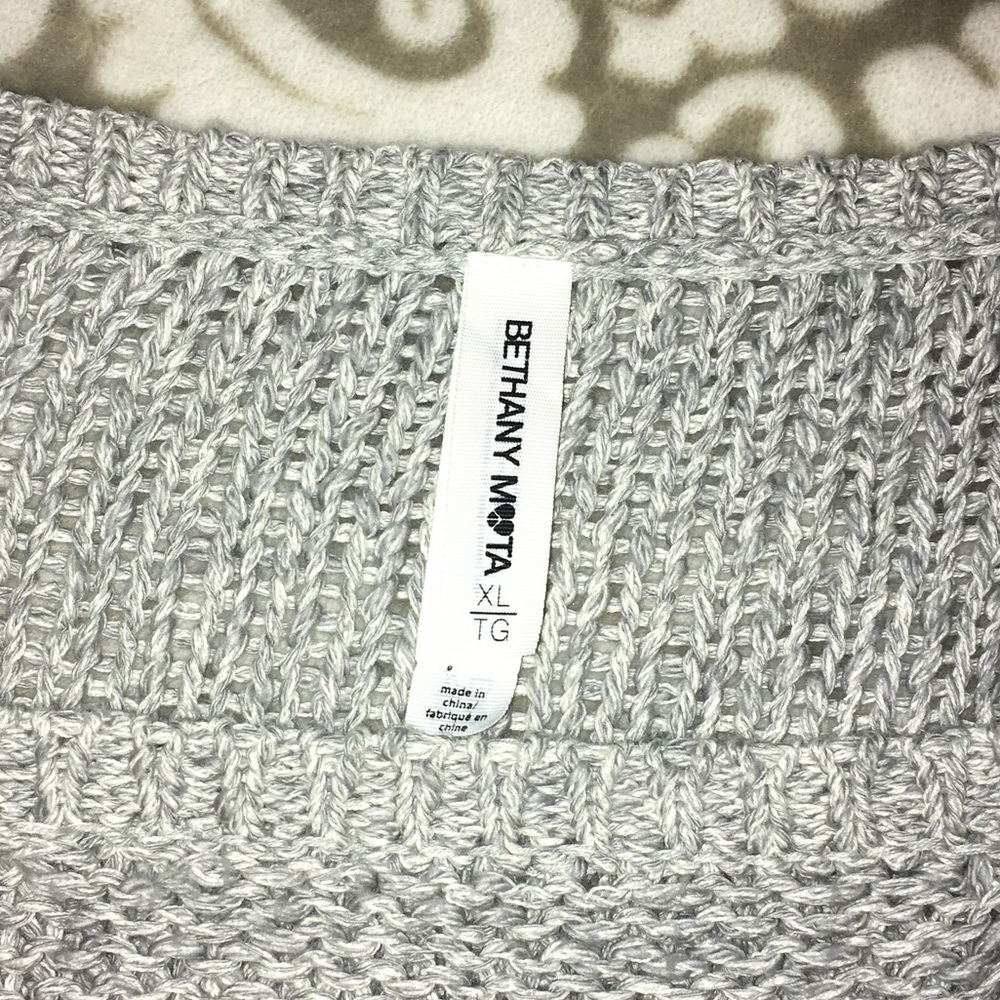 BETHANY MOTA
XL
TG
made in
china/
fabriqué en
chine